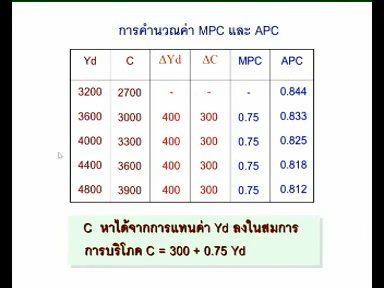 การคำนวณค่า MPC และ APC
Yd C ΔYd ΔC MPC APC
3200 2700 - - - 0.844
3600 3000 400 300 0.75 0.833
4000 3300 400 300 0.75 0.825
4400 3600 400 300 0.75 0.818
4800 3900 400 300 0.75 0.812
C หาได้จากการแทนค่า Yd ลงในสมการ
การบริโภค C = 300 + 0.75 Yd